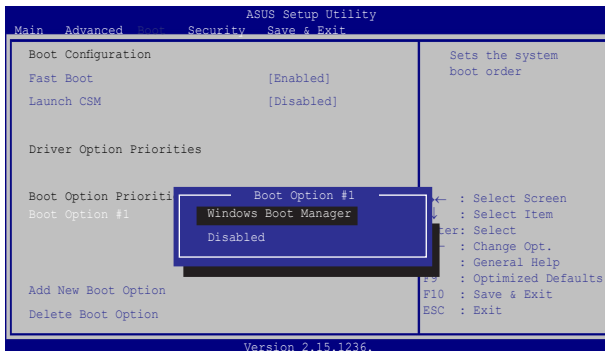 ASUS Setup Utility
Main Advanced Boot Security Save & Exit
Boot Configuration
Fast Boot [Enabled]
Launch CSM [Disabled]
Driver Option Priorities
Boot Option Prioriti
Boot Option #1
Add New Boot Option
Delete Boot Option
Boot Option #1
Windows Boot Manager
Disabled
Sets the system
boot order
→← : Select Screen
↓ : Select Item
ter: Select
- : Change Opt.
: General Help
F9 : Optimized Defaults
F10 : Save & Exit
ESC : Exit
Version 2.15.1236.